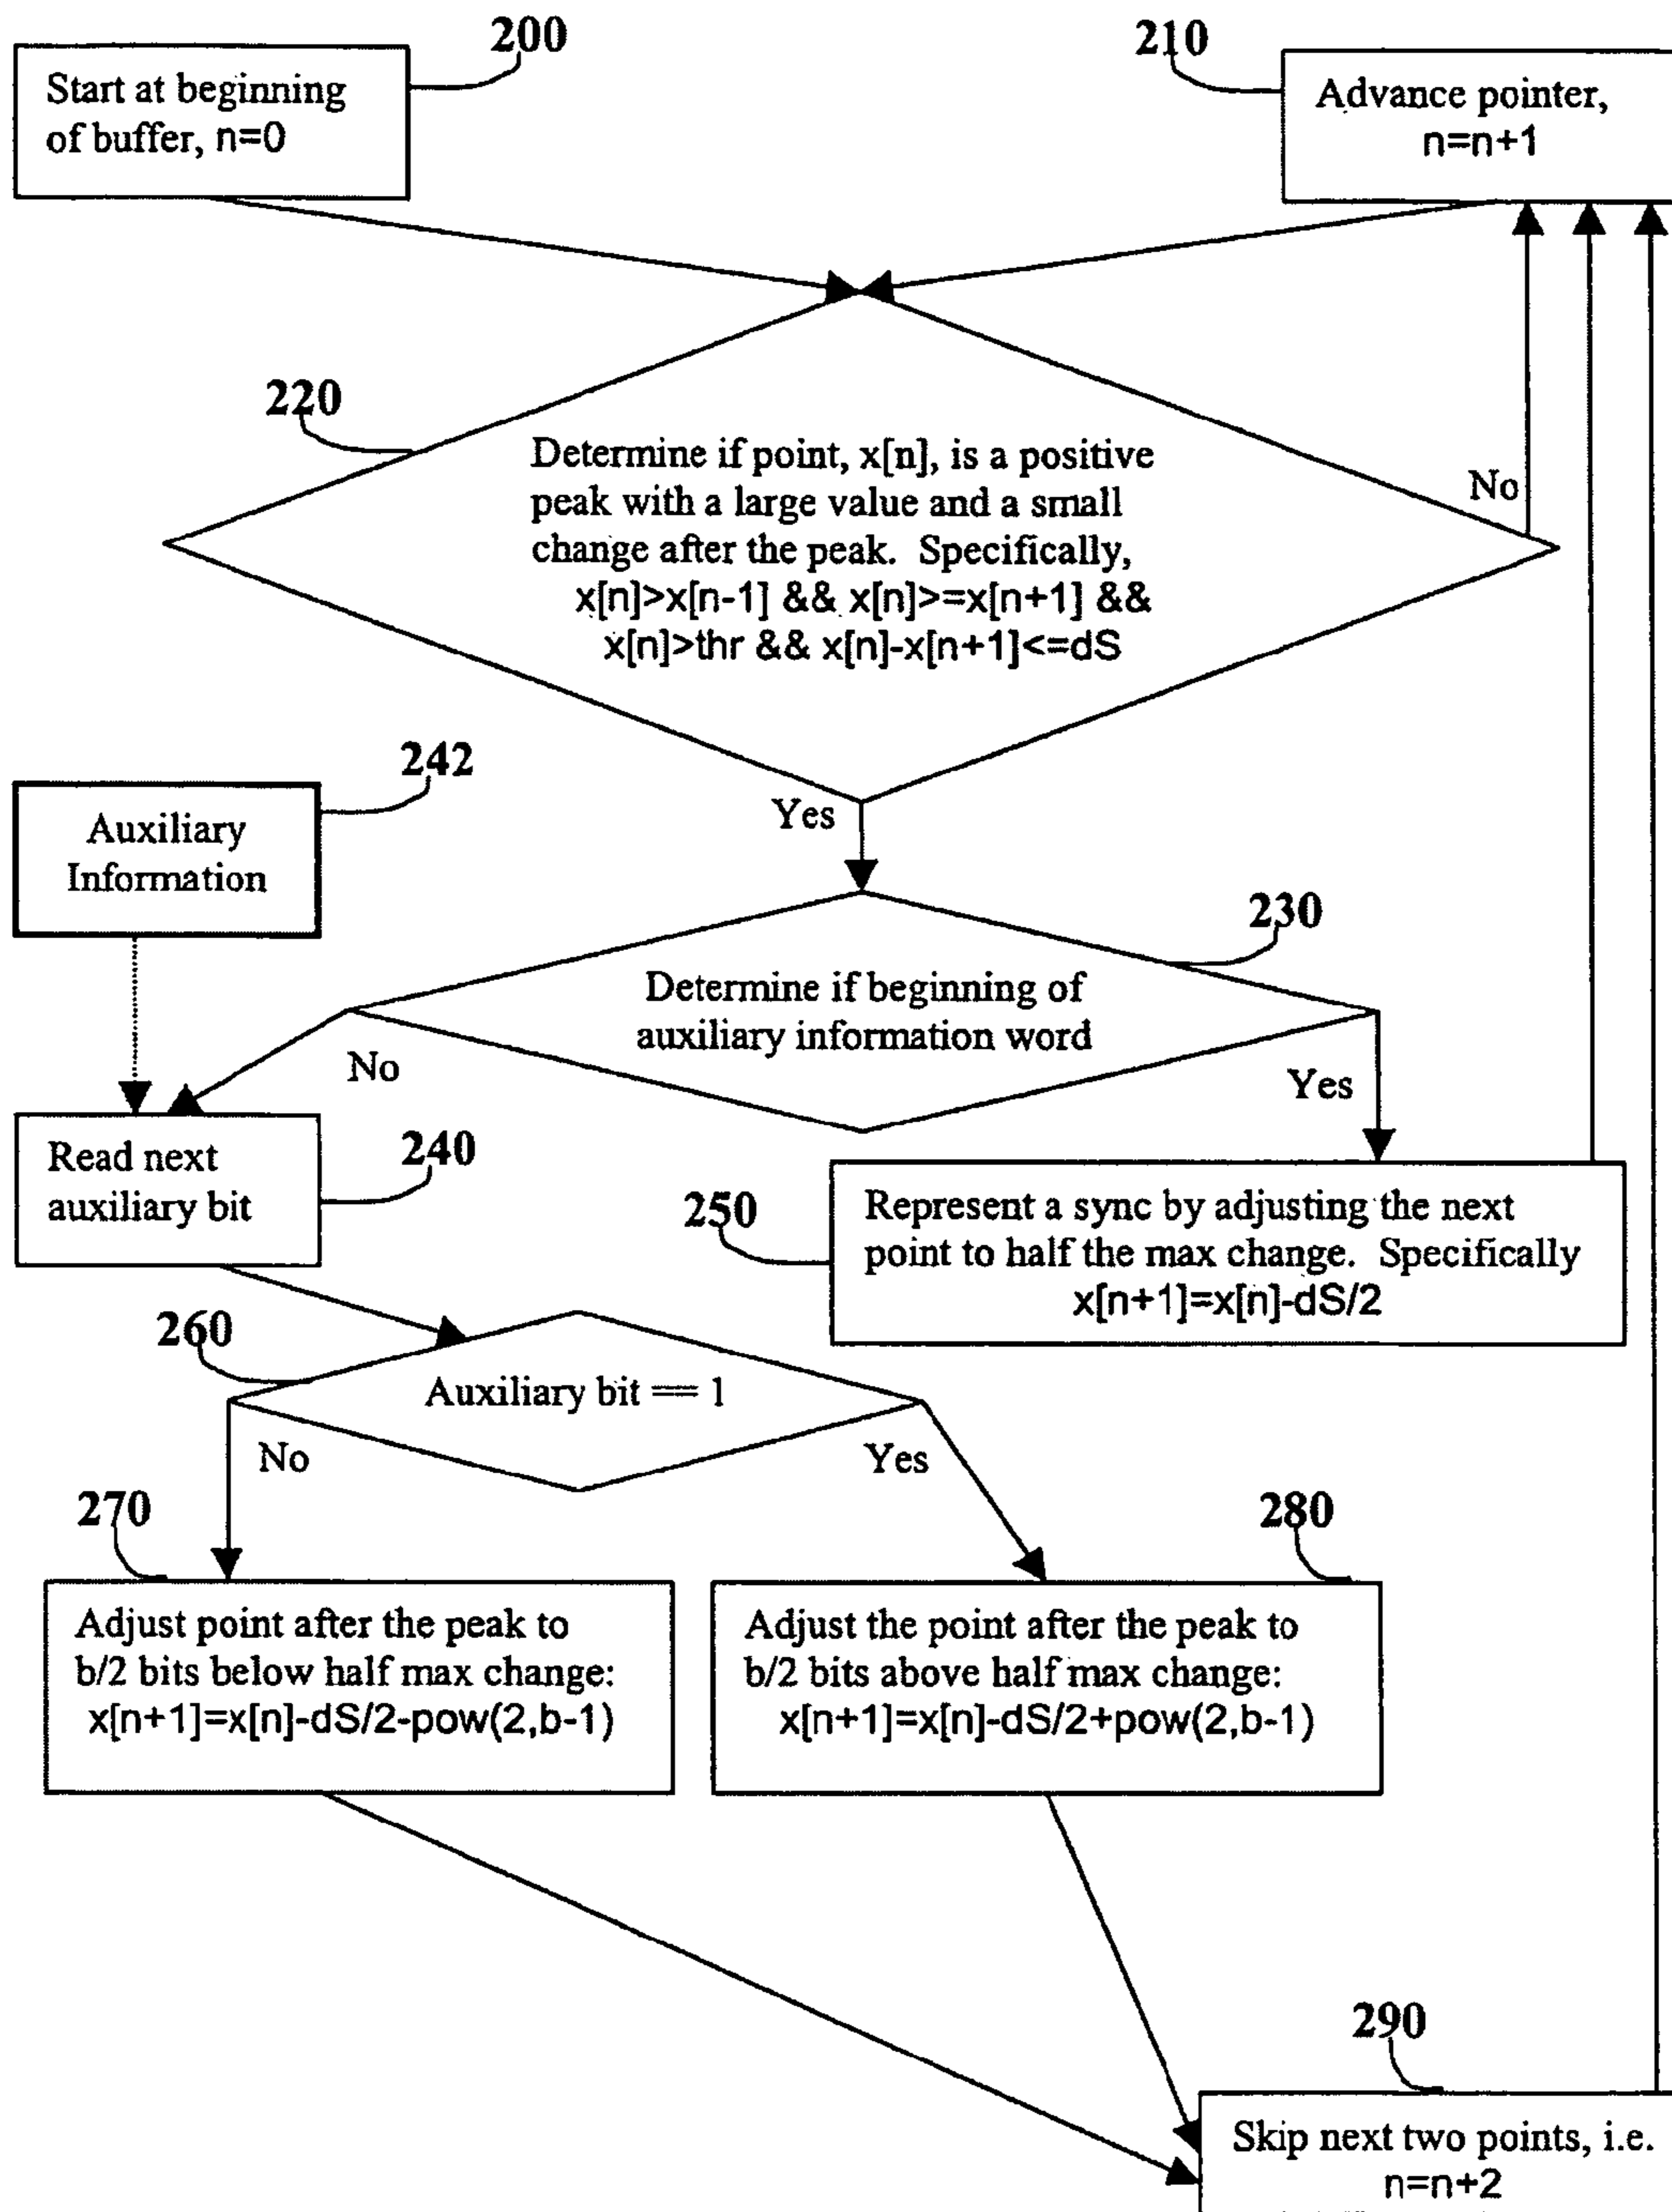 200
210
Start at beginning
of buffer, n=0
Advance pointer,
n=n+1
220
Determine if point, x[n], is a positive
peak with a large value and a small
change after the peak. Specifically,
x[n]>x[n-1] && x[n]>=x[n+1] &&
x[n]>thr && x[n]-x[n+1]<=dS
No
Yes
242
Auxiliary
Information
230
Determine if beginning of
auxiliary information word
No
Yes
Read next
auxiliary bit
240
250
Represent a sync by adjusting the next
point to half the max change. Specifically
x[n+1]=x[n]-dS/2
260
Auxiliary bit == 1
No
Yes
270
280
Adjust point after the peak to
b/2 bits below half max change:
x[n+1]=x[n]-dS/2-pow(2,b-1)
Adjust the point after the peak to
b/2 bits above half max change:
x[n+1]=x[n]-dS/2+pow(2,b-1)
290
Skip next two points, i.e.
n=n+2